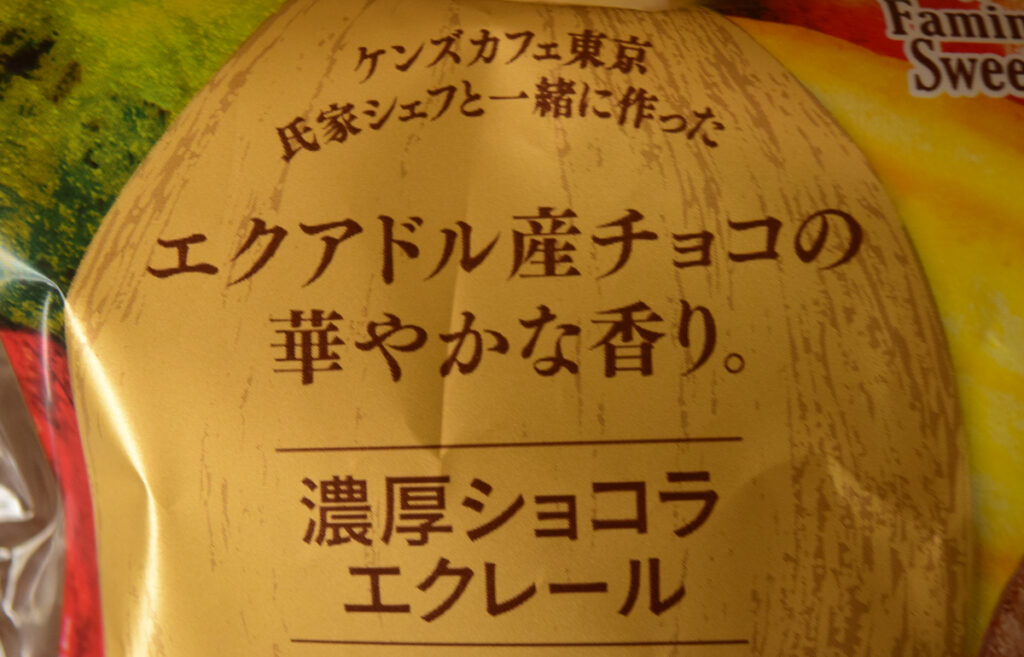 ケンズカフェ東京
氏家シェフと一緒に作った
エクアドル産チョコの
華やかな香り。
濃厚ショコラ
エクレール